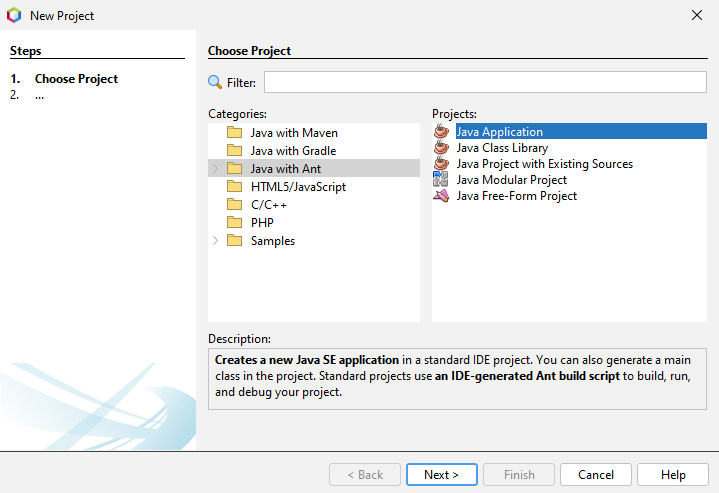 New Project
Steps
1. Choose Project
2. ...
Choose Project
Filter:
Categories:
Java with Maven
Java with Gradle
Java with Ant
HTML5/JavaScript
C/C++
PHP
Samples
Projects:
Java Application
Java Class Library
Java Project with Existing Sources
Java Modular Project
Java Free-Form Project
Description:
Creates a new Java SE application in a standard IDE project. You can also generate a main
class in the project. Standard projects use an IDE-generated Ant build script to build, run,
and debug your project.
< Back
Next >
Finish
Cancel
Help